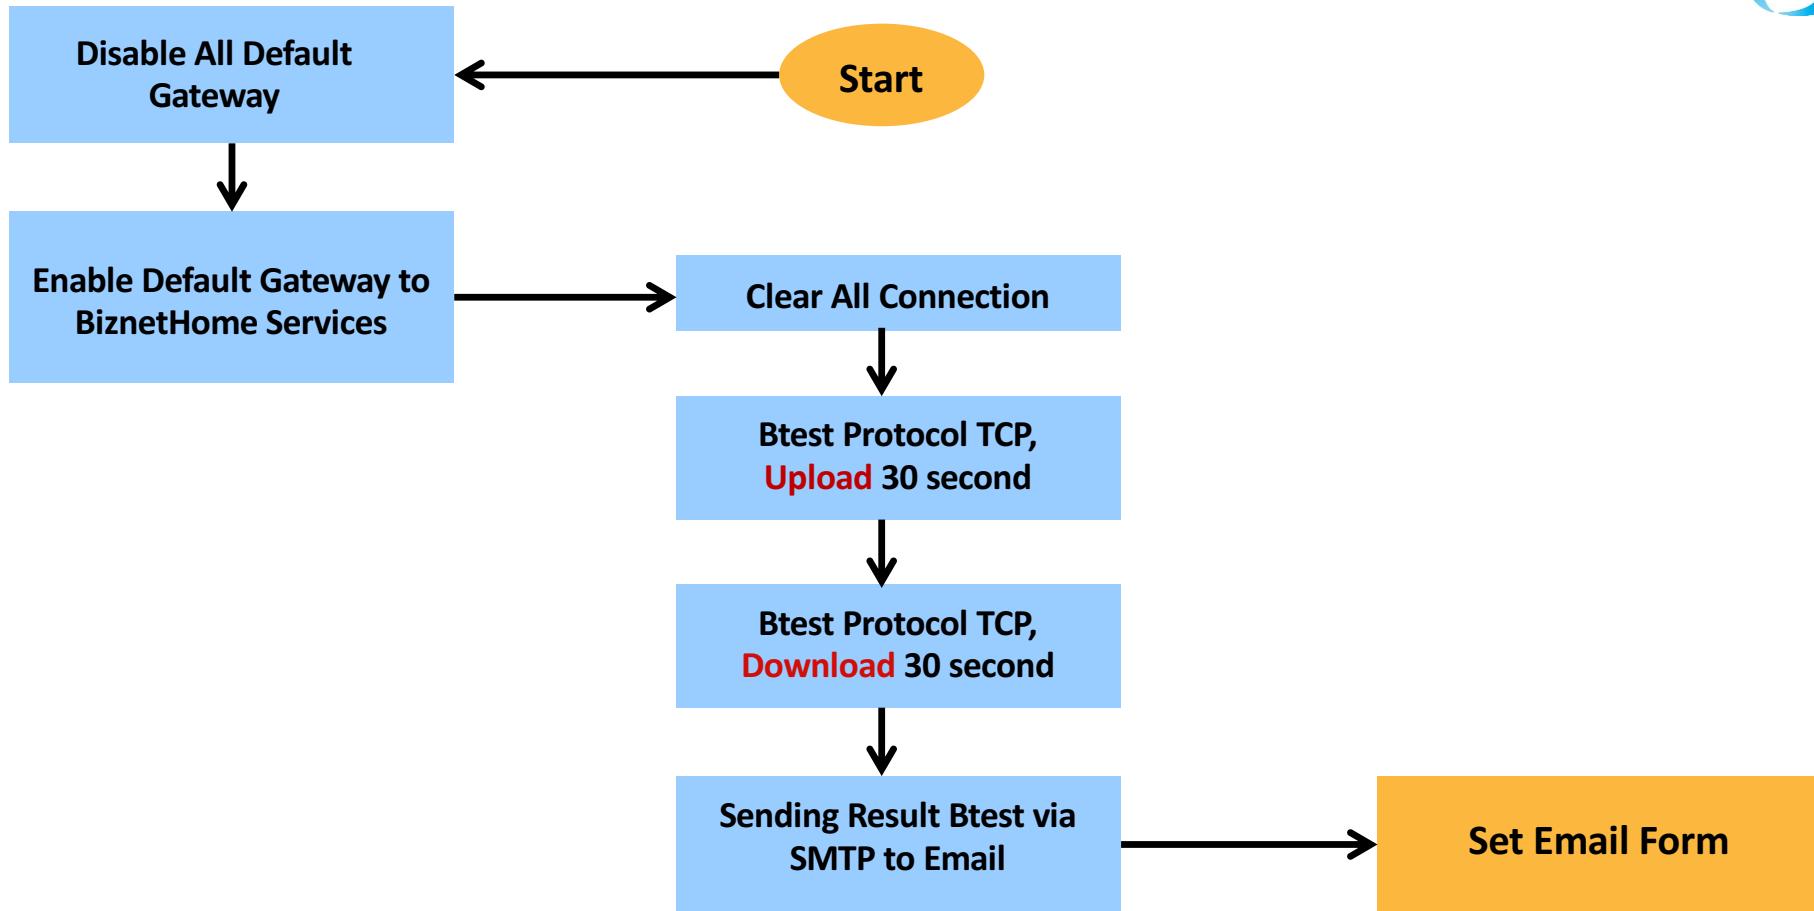 Start
Disable All Default
Gateway
Enable Default Gateway to
BiznetHome Services
Clear All Connection
Btest Protocol TCP,
Upload 30 second
Btest Protocol TCP,
Download 30 second
Sending Result Btest via
SMTP to Email
Set Email Form